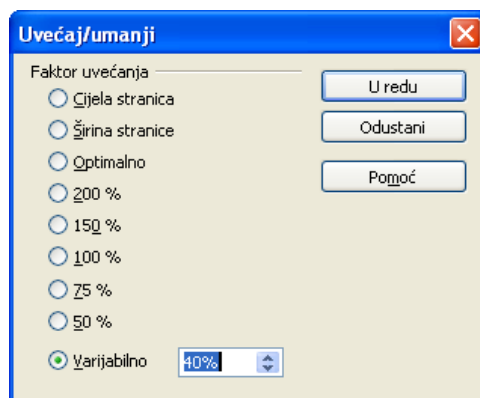 Uvećaj/umanji
Faktor uvećanja
Cijela stranica
Širina stranice
Optimalno
200 %
150 %
100 %
75 %
50 %
Varijabilno 40%
U redu
Odustani
Pomoć